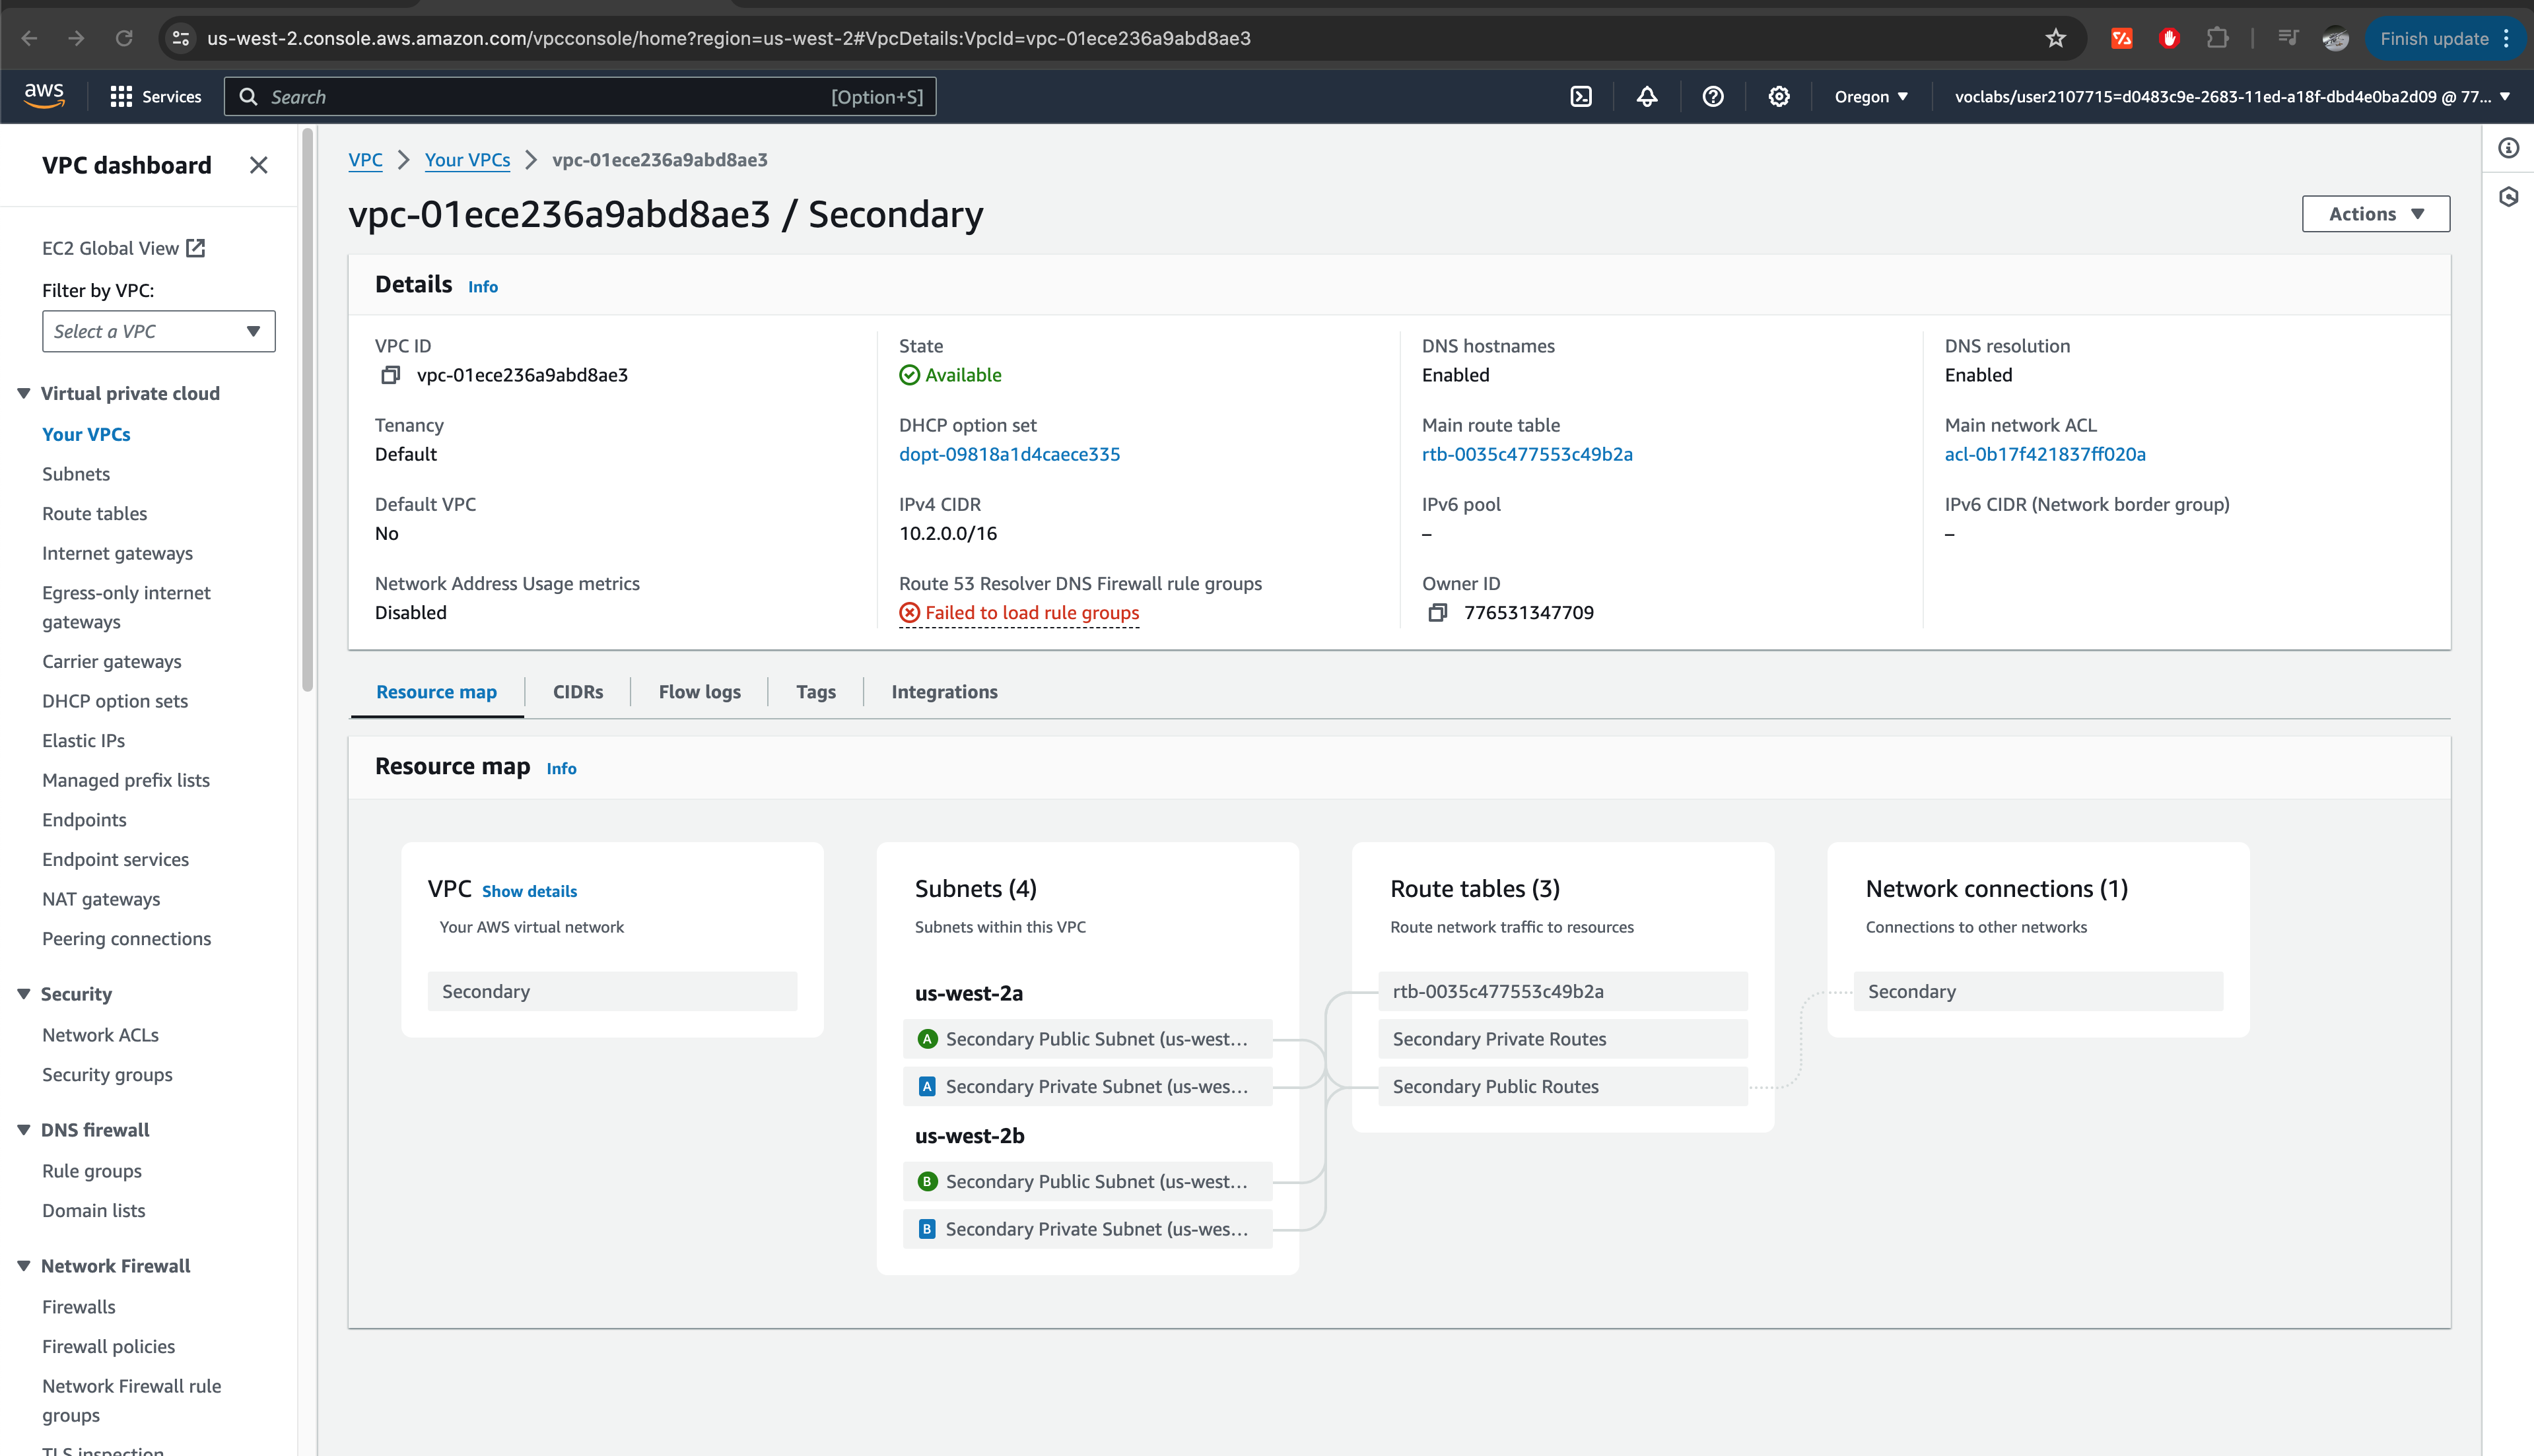 us-west-2.console.aws.amazon.com/vpcconsole/home?region=us-west-2#VpcDetails:VpcId=vpc-01ece236a9abd8ae3
Finish update
aws
Services
Search
[Option+S]
Oregon
voclabs/user2107715=d0483c9e-2683-11ed-a18f-dbd4e0ba2d09 @ 77...
VPC dashboard
EC2 Global View
Filter by VPC:
Select a VPC
Virtual private cloud
Your VPCs
Subnets
Route tables
Internet gateways
Egress-only internet
gateways
Carrier gateways
DHCP option sets
Elastic IPs
Managed prefix lists
Endpoints
Endpoint services
NAT gateways
Peering connections
Security
Network ACLs
Security groups
DNS firewall
Rule groups
Domain lists
Network Firewall
Firewalls
Firewall policies
Network Firewall rule
groups
TLS inspection
VPC
Your VPCs
vpc-01ece236a9abd8ae3
vpc-01ece236a9abd8ae3 / Secondary
Actions
Details Info
VPC ID
vpc-01ece236a9abd8ae3
State
Available
DNS hostnames
Enabled
DNS resolution
Enabled
Tenancy
Default
DHCP option set
dopt-09818a1d4caece335
Main route table
rtb-0035c477553c49b2a
Main network ACL
acl-0b17f421837ff020a
Default VPC
No
IPv4 CIDR
10.2.0.0/16
IPv6 pool
–
IPv6 CIDR (Network border group)
–
Network Address Usage metrics
Disabled
Route 53 Resolver DNS Firewall rule groups
Failed to load rule groups
Owner ID
776531347709
Resource map
CIDRs
Flow logs
Tags
Integrations
Resource map Info
VPC Show details
Your AWS virtual network
Secondary
Subnets (4)
Subnets within this VPC
us-west-2a
A Secondary Public Subnet (us-west...
A Secondary Private Subnet (us-wes...
us-west-2b
B Secondary Public Subnet (us-west...
B Secondary Private Subnet (us-wes...
Route tables (3)
Route network traffic to resources
rtb-0035c477553c49b2a
Secondary Private Routes
Secondary Public Routes
Network connections (1)
Connections to other networks
Secondary